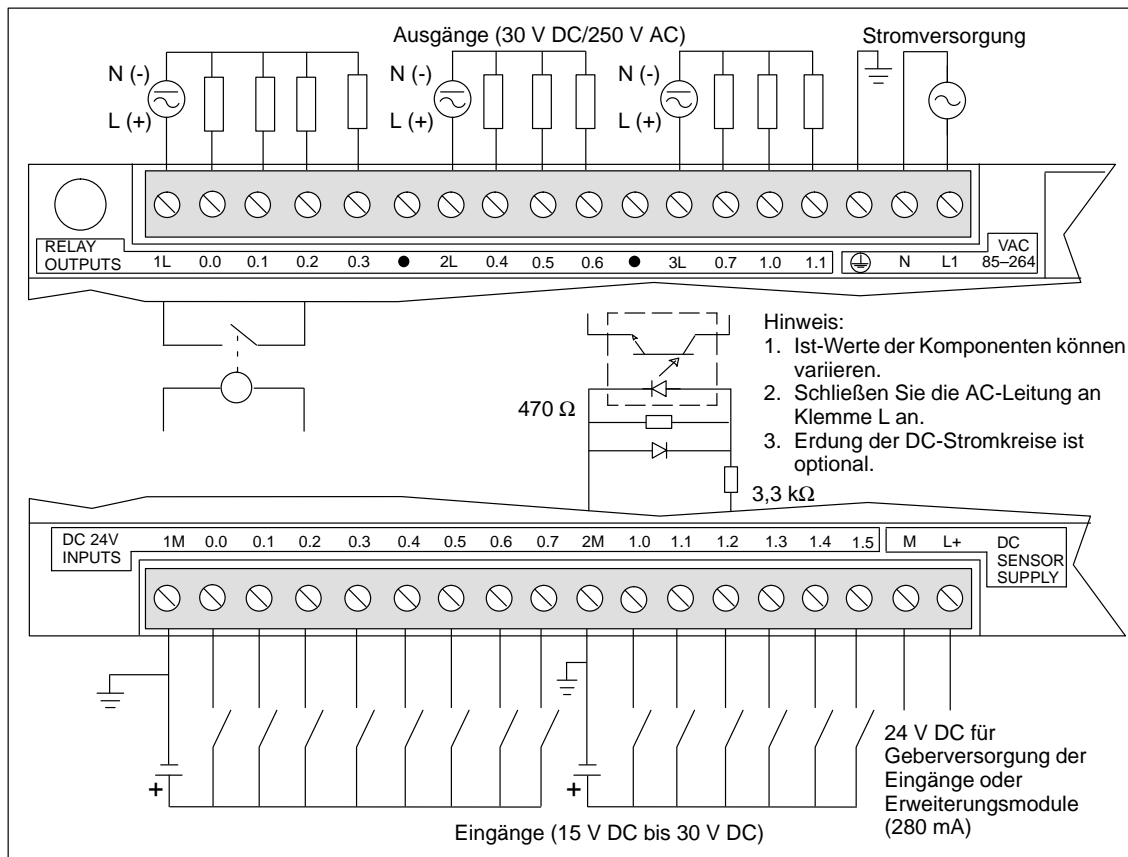 Ausgänge (30 V DC/250 V AC)
Stromversorgung
N (-)
L (+)
N (-)
L (+)
N (-)
L (+)
RELAY
OUTPUTS
1L 0.0 0.1 0.2 0.3 ● 2L 0.4 0.5 0.6 ● 3L 0.7 1.0 1.1 N L1
VAC
85–264
Hinweis:
1. Ist-Werte der Komponenten können
variieren.
2. Schließen Sie die AC-Leitung an
Klemme L an.
3. Erdung der DC-Stromkreise ist
optional.
470 Ω
3,3 kΩ
DC 24V
INPUTS
1M 0.0 0.1 0.2 0.3 0.4 0.5 0.6 0.7 2M 1.0 1.1 1.2 1.3 1.4 1.5 M L+
DC
SENSOR
SUPPLY
+
+
24 V DC für
Geberversorgung der
Eingänge oder
Erweiterungsmodule
(280 mA)
Eingänge (15 V DC bis 30 V DC)